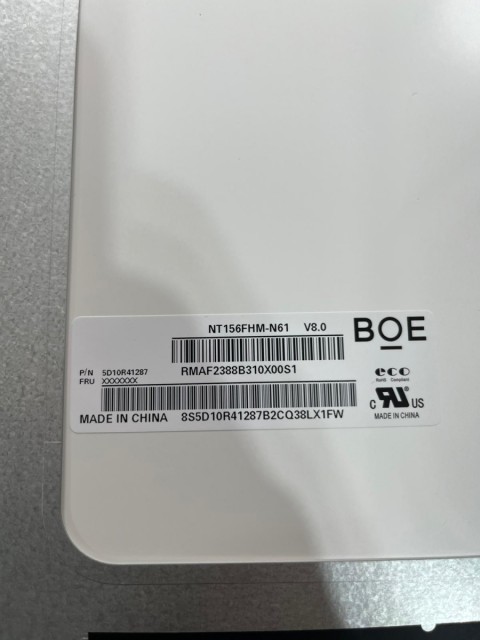 NT156FHM-N61 V8.0
BOE
P/N 5D10R41287
RMAF2388B310X00S1
FRU XXXXXXX
eco
RoHS Compliant
MADE IN CHINA 8S5D10R41287B2CQ38LX1FW
C RU US
MADE IN CHINA